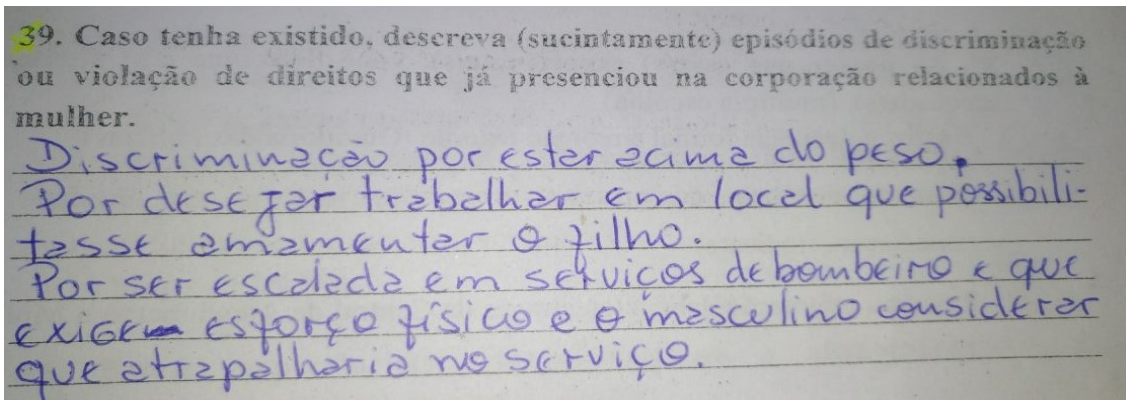 39. Caso tenha existido, descreva (sucintamente) episódios de discriminação
ou violação de direitos que já presenciou na corporação relacionados à
mulher.
Discriminação por estar acima do peso.
Por desejar trabalhar em local que possibili-
tasse amamentar o filho.
Por ser escalada em serviços de bombeiro e que
exigem esforço físico e o masculino considerar
que atrapalharia no serviço.